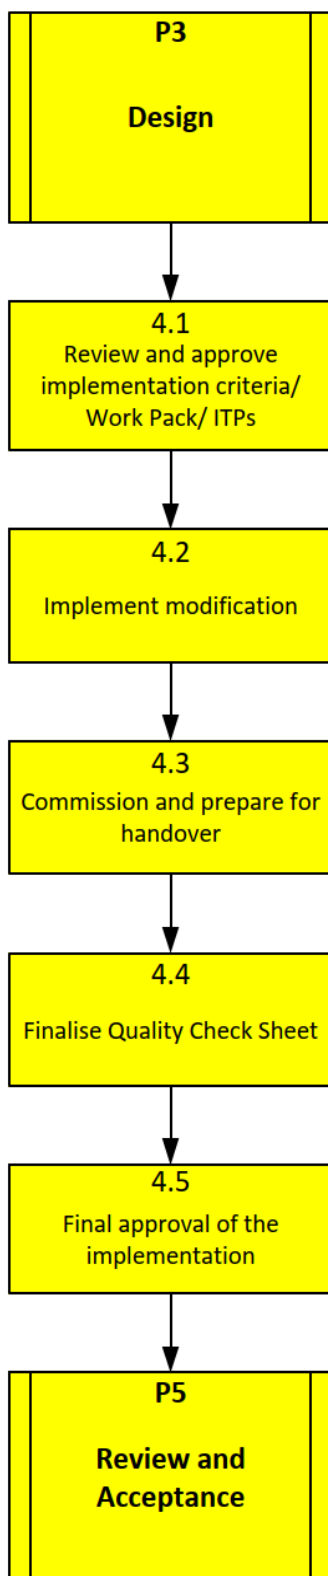 P3
Design
4.1
Review and approve
implementation criteria/
Work Pack/ ITPs
4.2
Implement modification
4.3
Commission and prepare for
handover
4.4
Finalise Quality Check Sheet
4.5
Final approval of the
implementation
P5
Review and
Acceptance